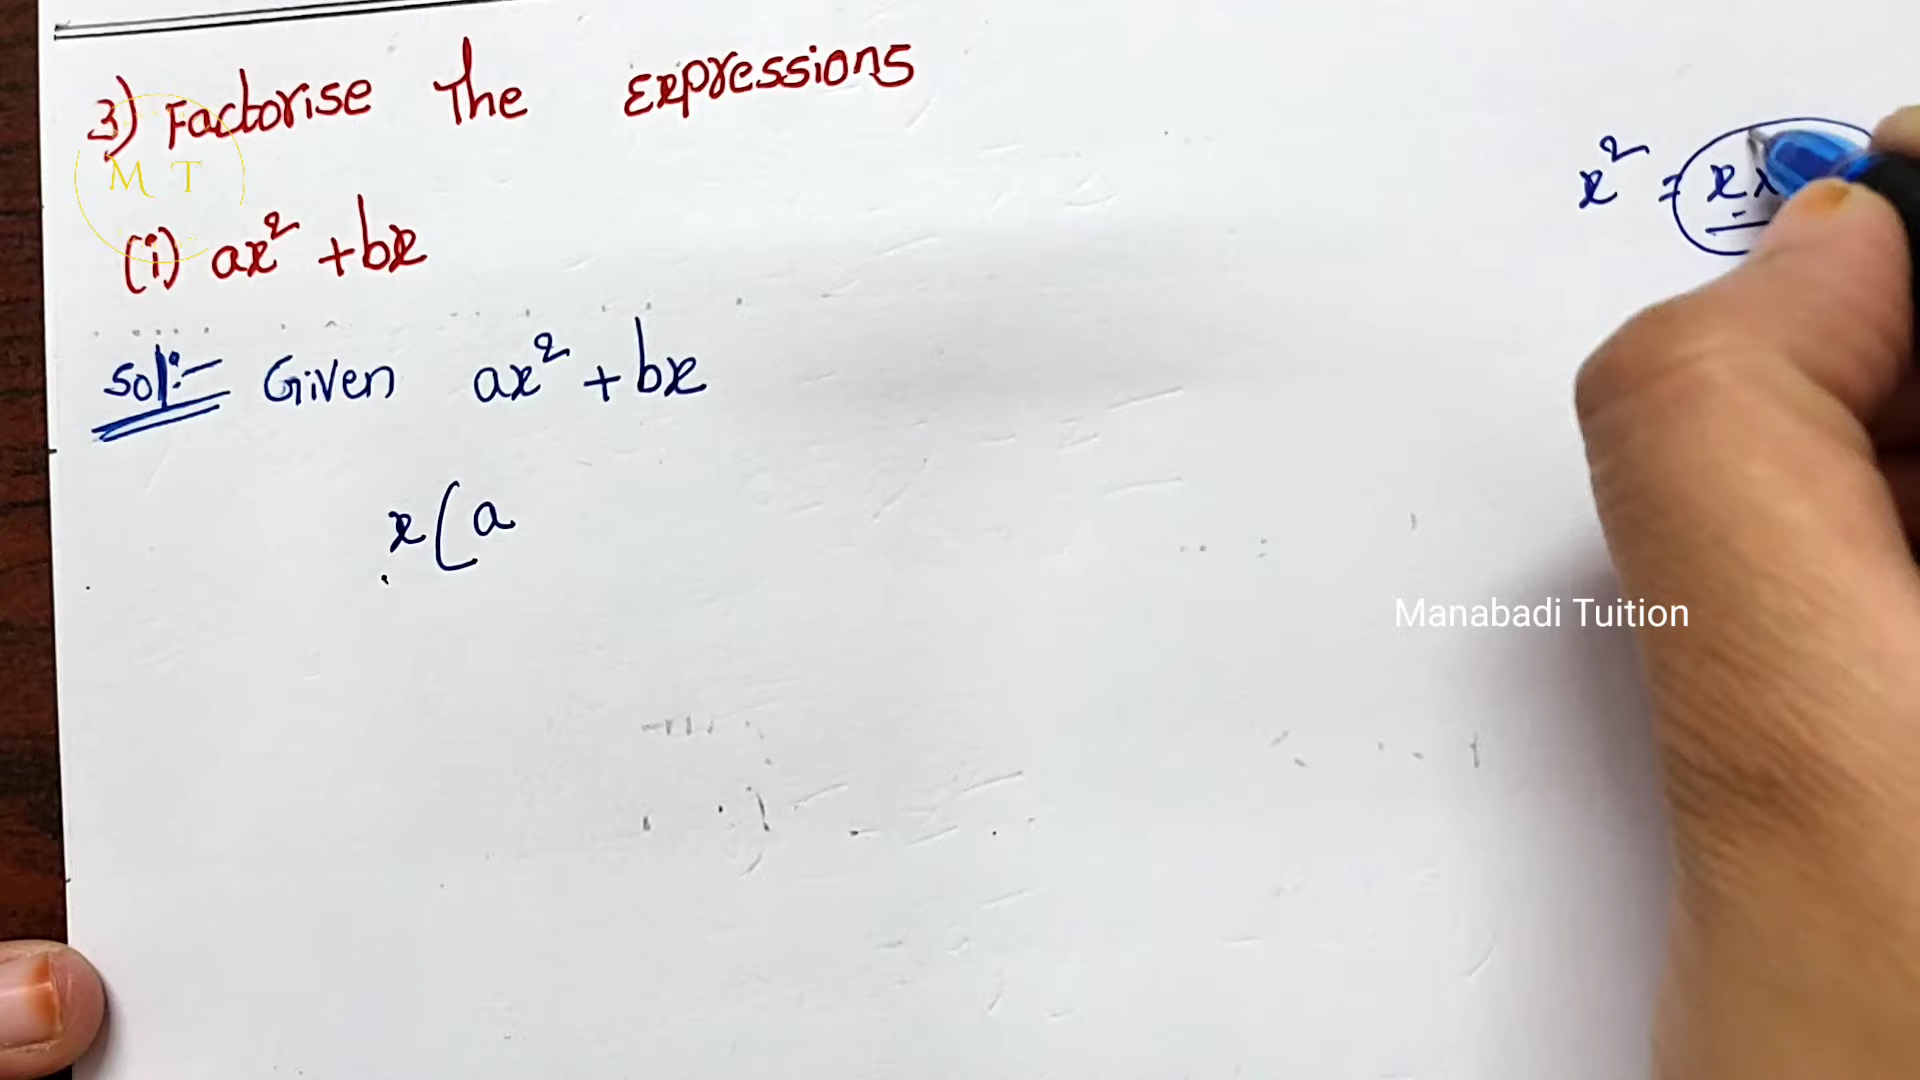 3) Factorise The Expressions
M T
(i) ax² + bx
Sol:- Given ax² + bx
x² = x x
x ( a
Manabadi Tuition